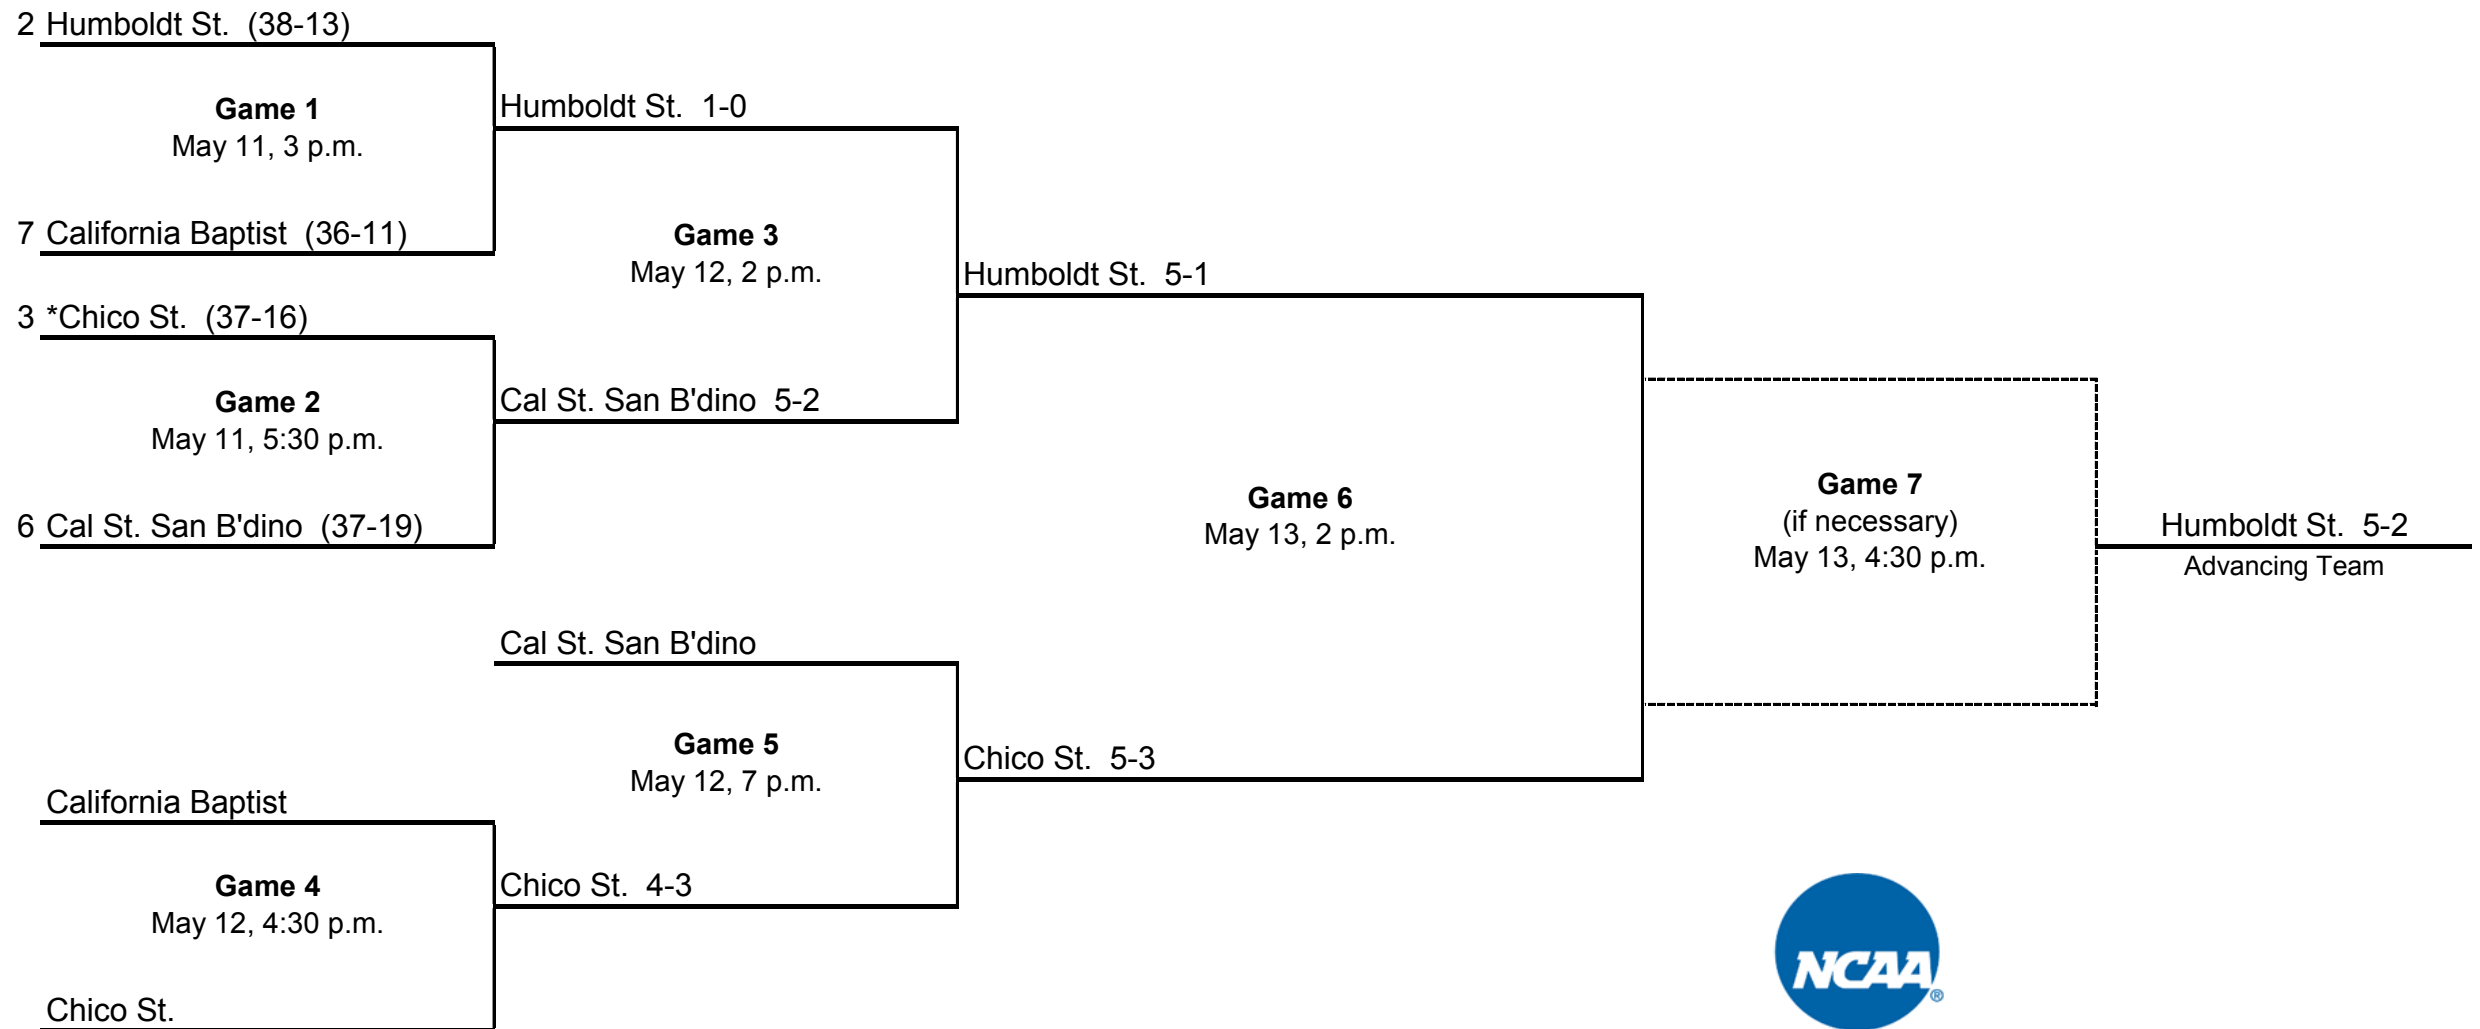 2 Humboldt St. (38-13)
Game 1
May 11, 3 p.m.
Humboldt St. 1-0
7 California Baptist (36-11)
Game 3
May 12, 2 p.m.
Humboldt St. 5-1
3 *Chico St. (37-16)
Game 2
May 11, 5:30 p.m.
Cal St. San B'dino 5-2
6 Cal St. San B'dino (37-19)
Game 6
May 13, 2 p.m.
Game 7
(if necessary)
May 13, 4:30 p.m.
Humboldt St. 5-2
Advancing Team
Cal St. San B'dino
Game 5
May 12, 7 p.m.
Chico St. 5-3
California Baptist
Game 4
May 12, 4:30 p.m.
Chico St. 4-3
Chico St.
NCAA®